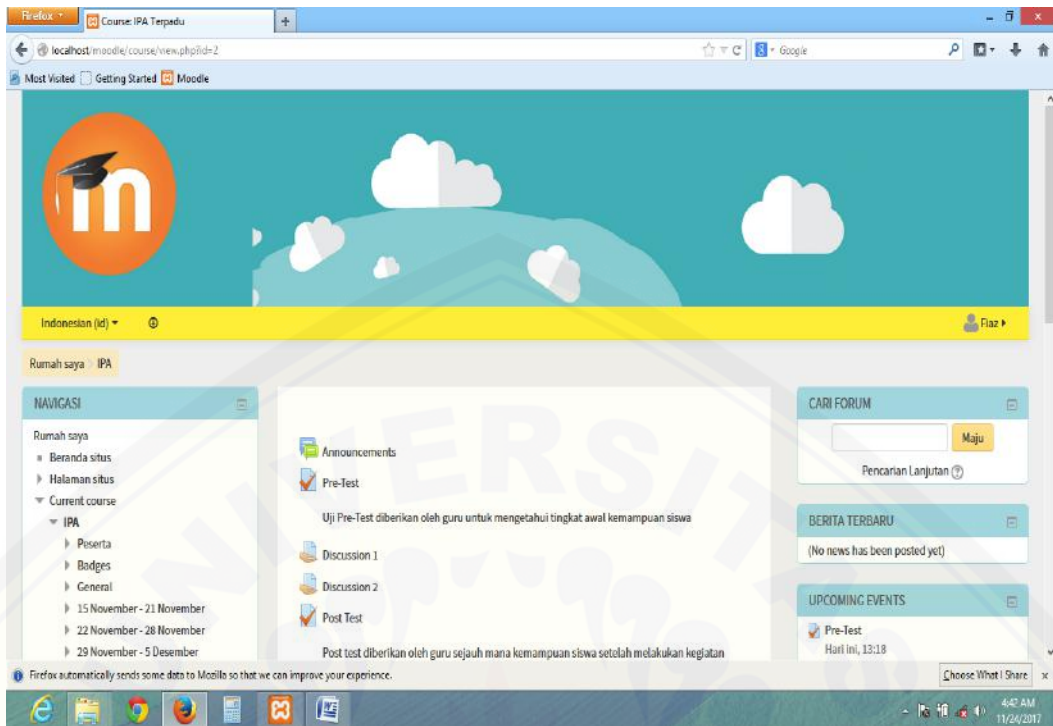 Firefox
Course: IPA Terpadu
localhost/moodle/course/view.php?id=2
Google
Most Visited
Getting Started
Moodle
m
Indonesian (id)
Fiaz
Rumah saya
IPA
NAVIGASI
Rumah saya
Beranda situs
Halaman situs
Current course
IPA
Peserta
Badges
General
15 November - 21 November
22 November - 28 November
29 November - 5 Desember
Announcements
Pre-Test
Uji Pre-Test diberikan oleh guru untuk mengetahui tingkat awal kemampuan siswa
Discussion 1
Discussion 2
Post Test
Post test diberikan oleh guru sejauh mana kemampuan siswa setelah melakukan kegiatan
CARI FORUM
Maju
Pencarian Lanjutan
BERITA TERBARU
(No news has been posted yet)
UPCOMING EVENTS
Pre-Test
Hari ini, 13:18
Firefox automatically sends some data to Mozilla so that we can improve your experience.
Choose What I Share
4:42 AM
11/24/2017
UNIVERSITAS